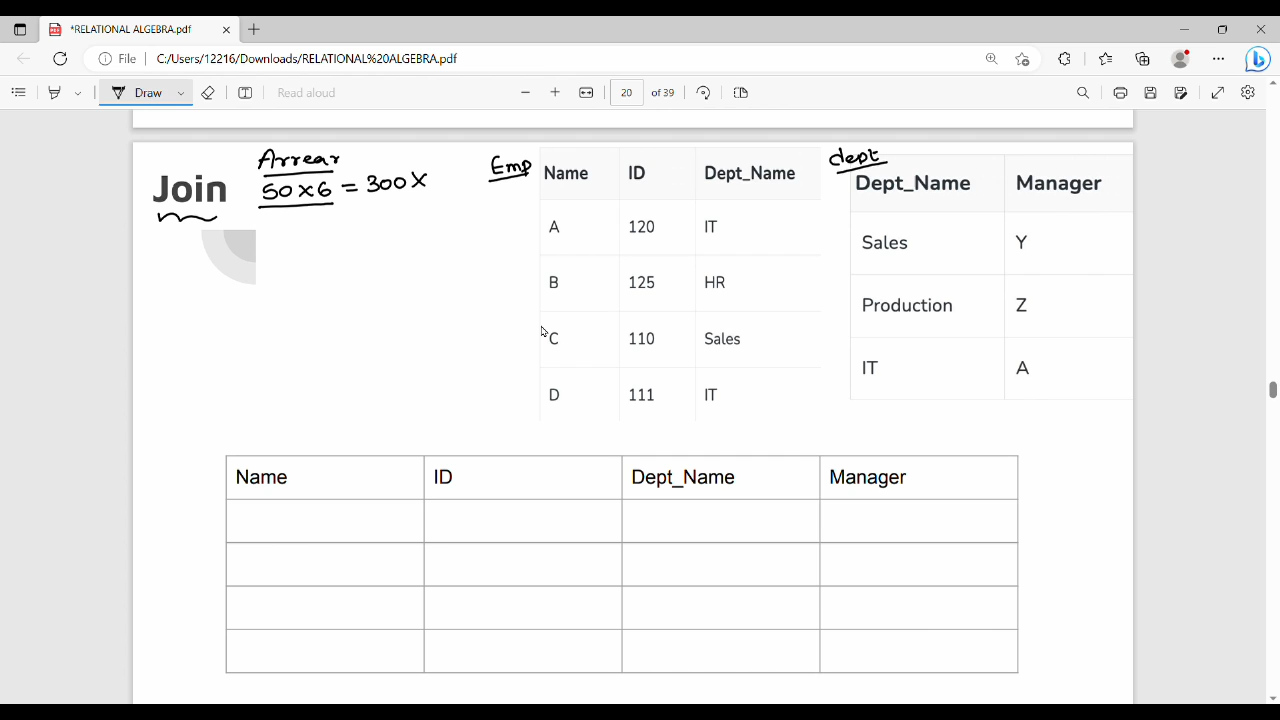 *RELATIONAL ALGEBRA.pdf
File
C:/Users/12216/Downloads/RELATIONAL%20ALGEBRA.pdf
Draw
Read aloud
20
of 39
Join
Arrear
50 x 6 = 300 X
Emp
Name ID Dept_Name
A 120 IT
B 125 HR
C 110 Sales
D 111 IT
dept
Dept_Name Manager
Sales Y
Production Z
IT A
Name ID Dept_Name Manager